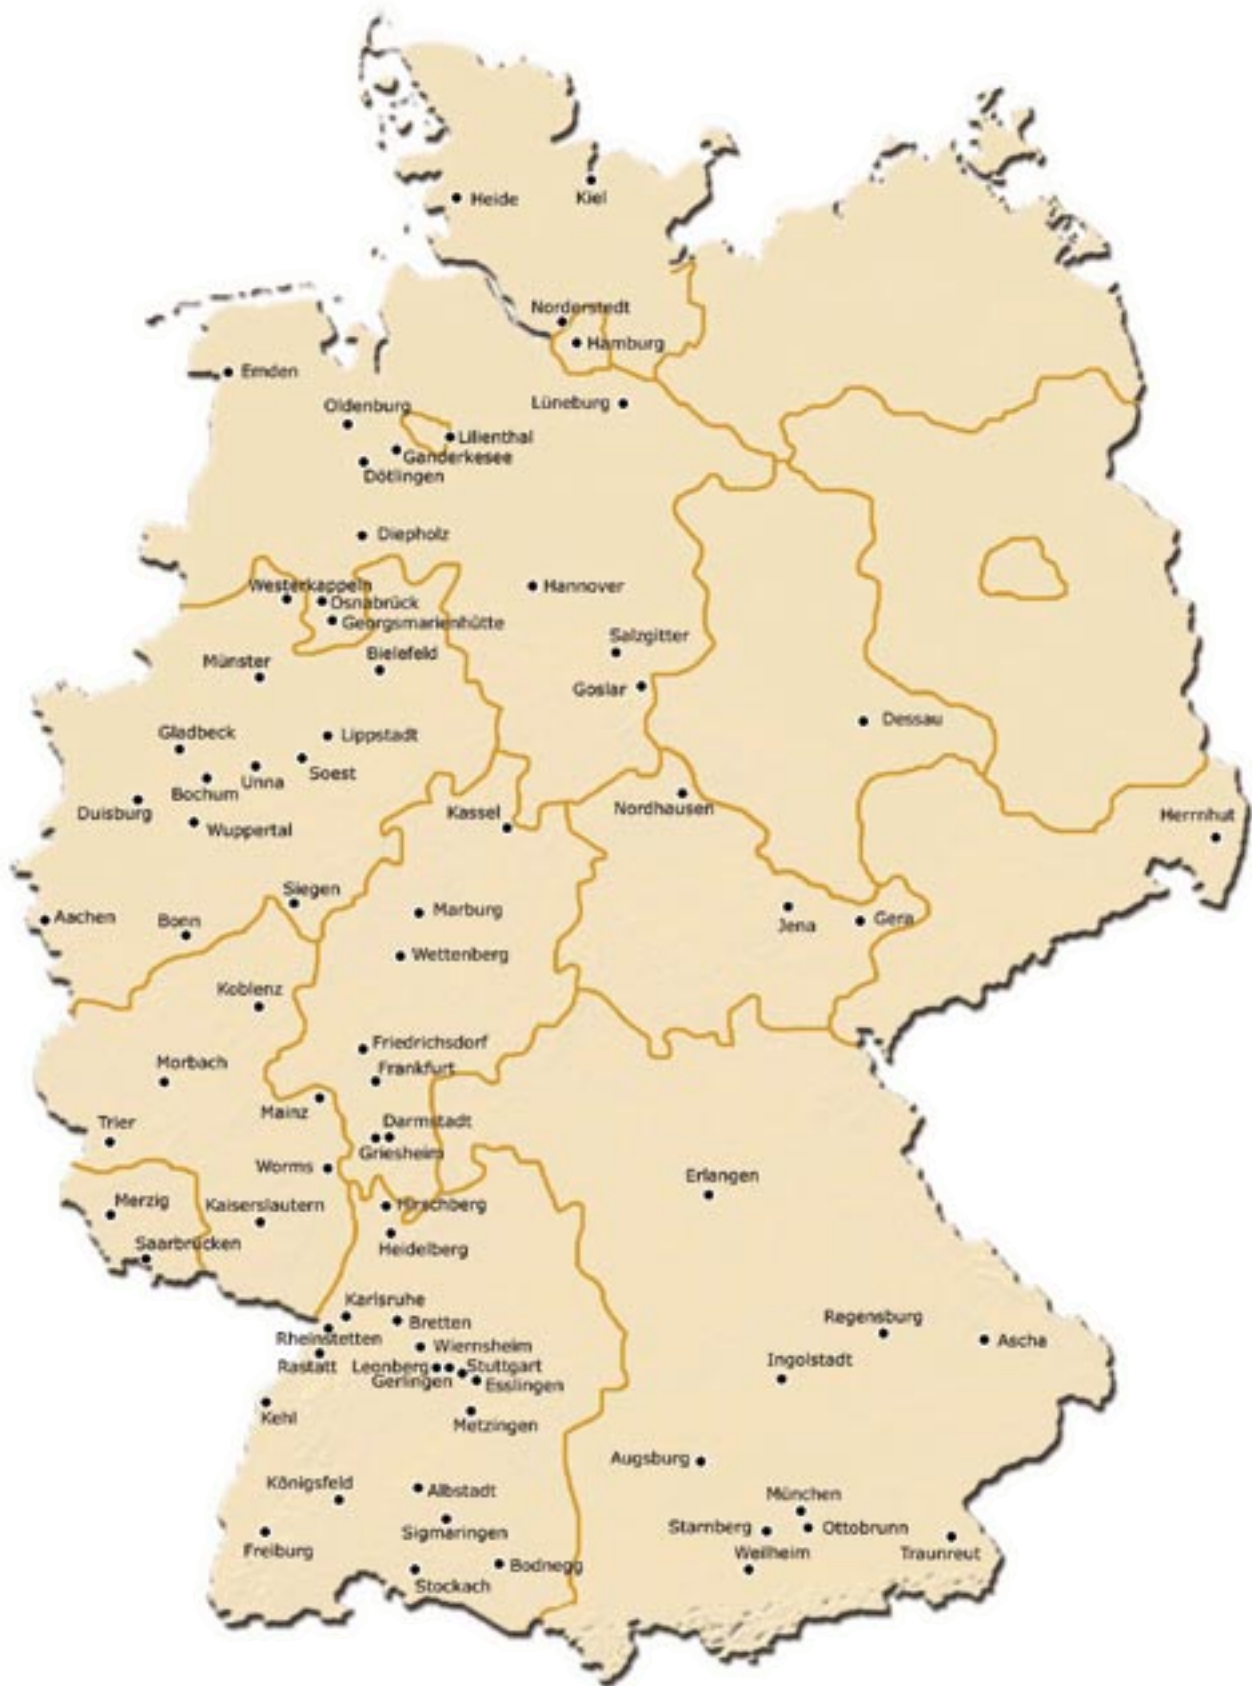 Heide
Kiel
Norderstedt
Hamburg
Emden
Lüneburg
Oldenburg
Lilienthal
Ganderkesee
Dötlingen
Diepholz
Westerkappeln
Hannover
Osnabrück
Georgsmarienhütte
Salzgitter
Bielefeld
Münster
Goslar
Dessau
Gladbeck
Lippstadt
Soest
Unna
Bochum
Duisburg
Nordhausen
Kassel
Herrnhut
Wuppertal
Siegen
Marburg
Aachen
Bonn
Jena
Gera
Wettenberg
Koblenz
Friedrichsdorf
Morbach
Frankfurt
Mainz
Trier
Darmstadt
Griesheim
Worms
Erlangen
Merzig
Kaiserslautern
Hirschberg
Saarbrücken
Heidelberg
Karlsruhe
Bretten
Regensburg
Rheinstetten
Wiernsheim
Ascha
Rastatt
Leonberg
Stuttgart
Ingolstadt
Gerlingen
Esslingen
Kehl
Metzingen
Augsburg
Königsfeld
Albstadt
München
Sigmaringen
Starnberg
Ottobrunn
Freiburg
Weilheim
Traunreut
Bodnegg
Stockach